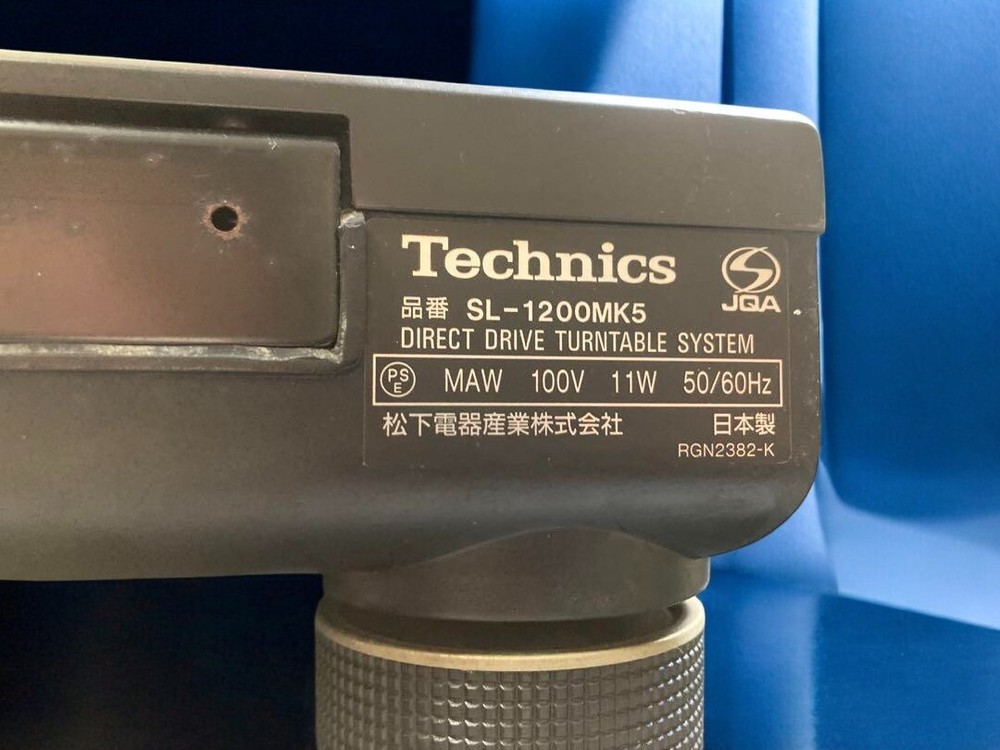 Technics
JQA
品番 SL-1200MK5
DIRECT DRIVE TURNTABLE SYSTEM
PSE MAW 100V 11W 50/60Hz
松下電器産業株式会社 日本製
RGN2382-K